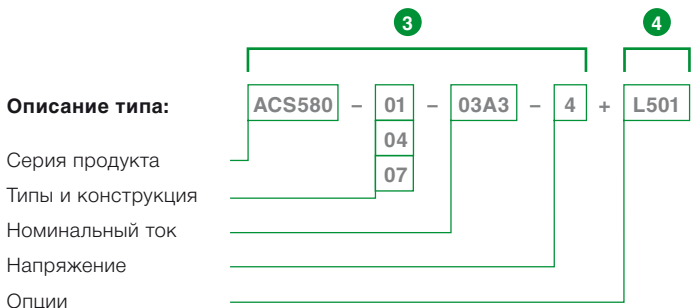 3 4
Описание типа: ACS580 – 01 – 03A3 – 4 + L501
04
Серия продукта
07
Типы и конструкция
Номинальный ток
Напряжение
Опции